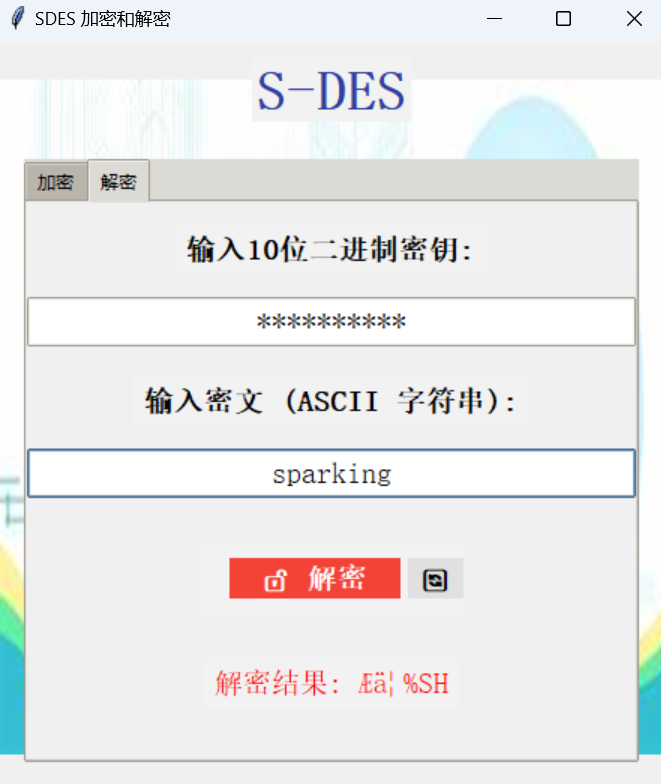 SDES 加密和解密
S-DES
加密 解密
输入10位二进制密钥:
**********
输入密文 (ASCII 字符串):
sparking
解密
解密结果: Æä¦%SH